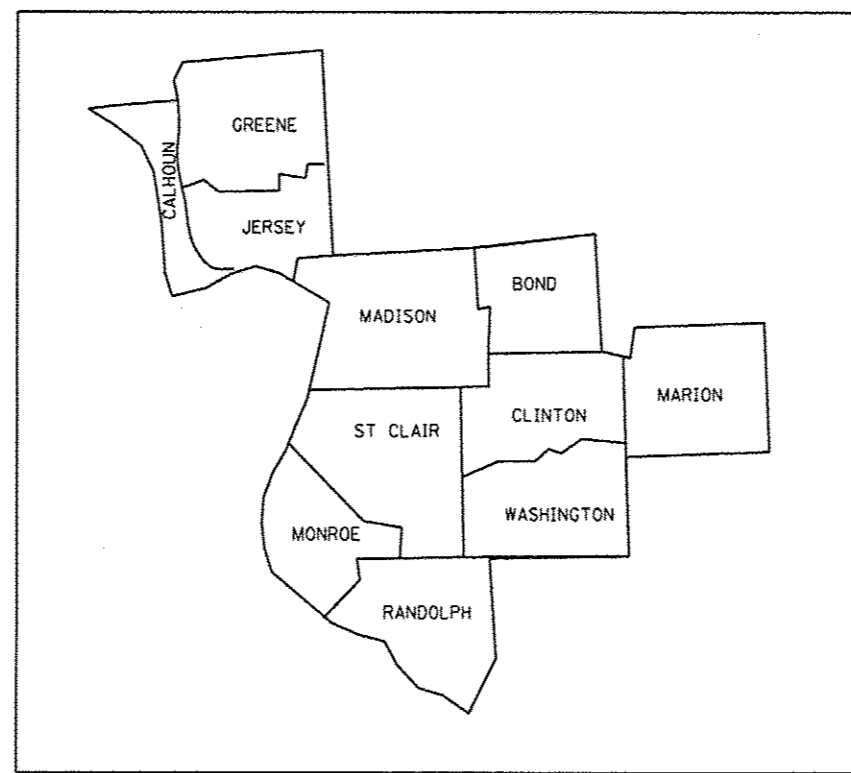 GREENE
CALHOUN
JERSEY
BOND
MADISON
MARION
CLINTON
ST CLAIR
WASHINGTON
MONROE
RANDOLPH